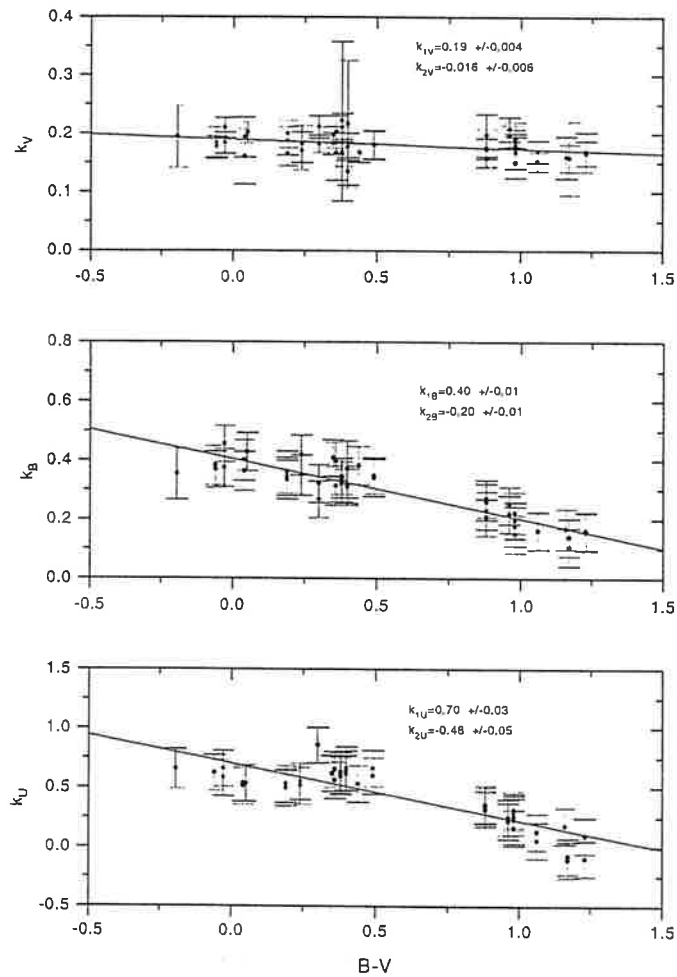 0.4
k1V=0.19 +/-0.004
k2V=-0.016 +/-0.006
0.3
kV
0.2
0.1
0.0
-0.5 0.0 0.5 1.0 1.5
0.8
k1B=0.40 +/-0.01
k2B=-0.20 +/-0.01
0.6
kB
0.4
0.2
0.0
-0.5 0.0 0.5 1.0 1.5
1.5
k1U=0.70 +/-0.03
k2U=-0.48 +/-0.05
1.0
kU
0.5
0.0
-0.5
-0.5 0.0 0.5 1.0 1.5
B-V